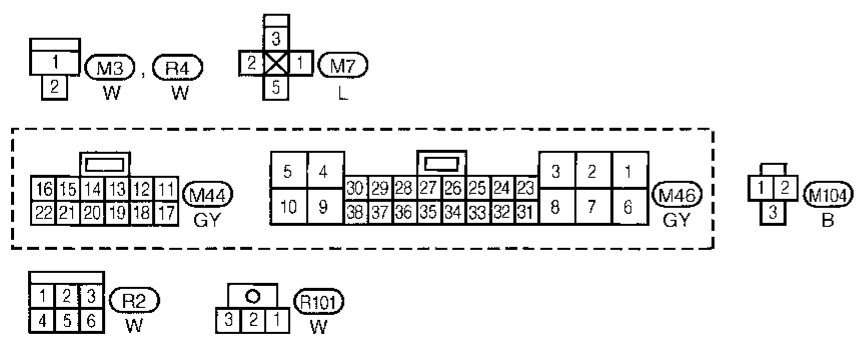 3
1 M3 , R4 2 1 M7
2 W W 5 L
5 4 3 2 1
16 15 14 13 12 11 M44 30 29 28 27 26 25 24 23 M46 1 2 M104
22 21 20 19 18 17 GY 10 9 38 37 36 35 34 33 32 31 8 7 6 GY 3 B
1 2 3 R2 R101
4 5 6 W 3 2 1 W